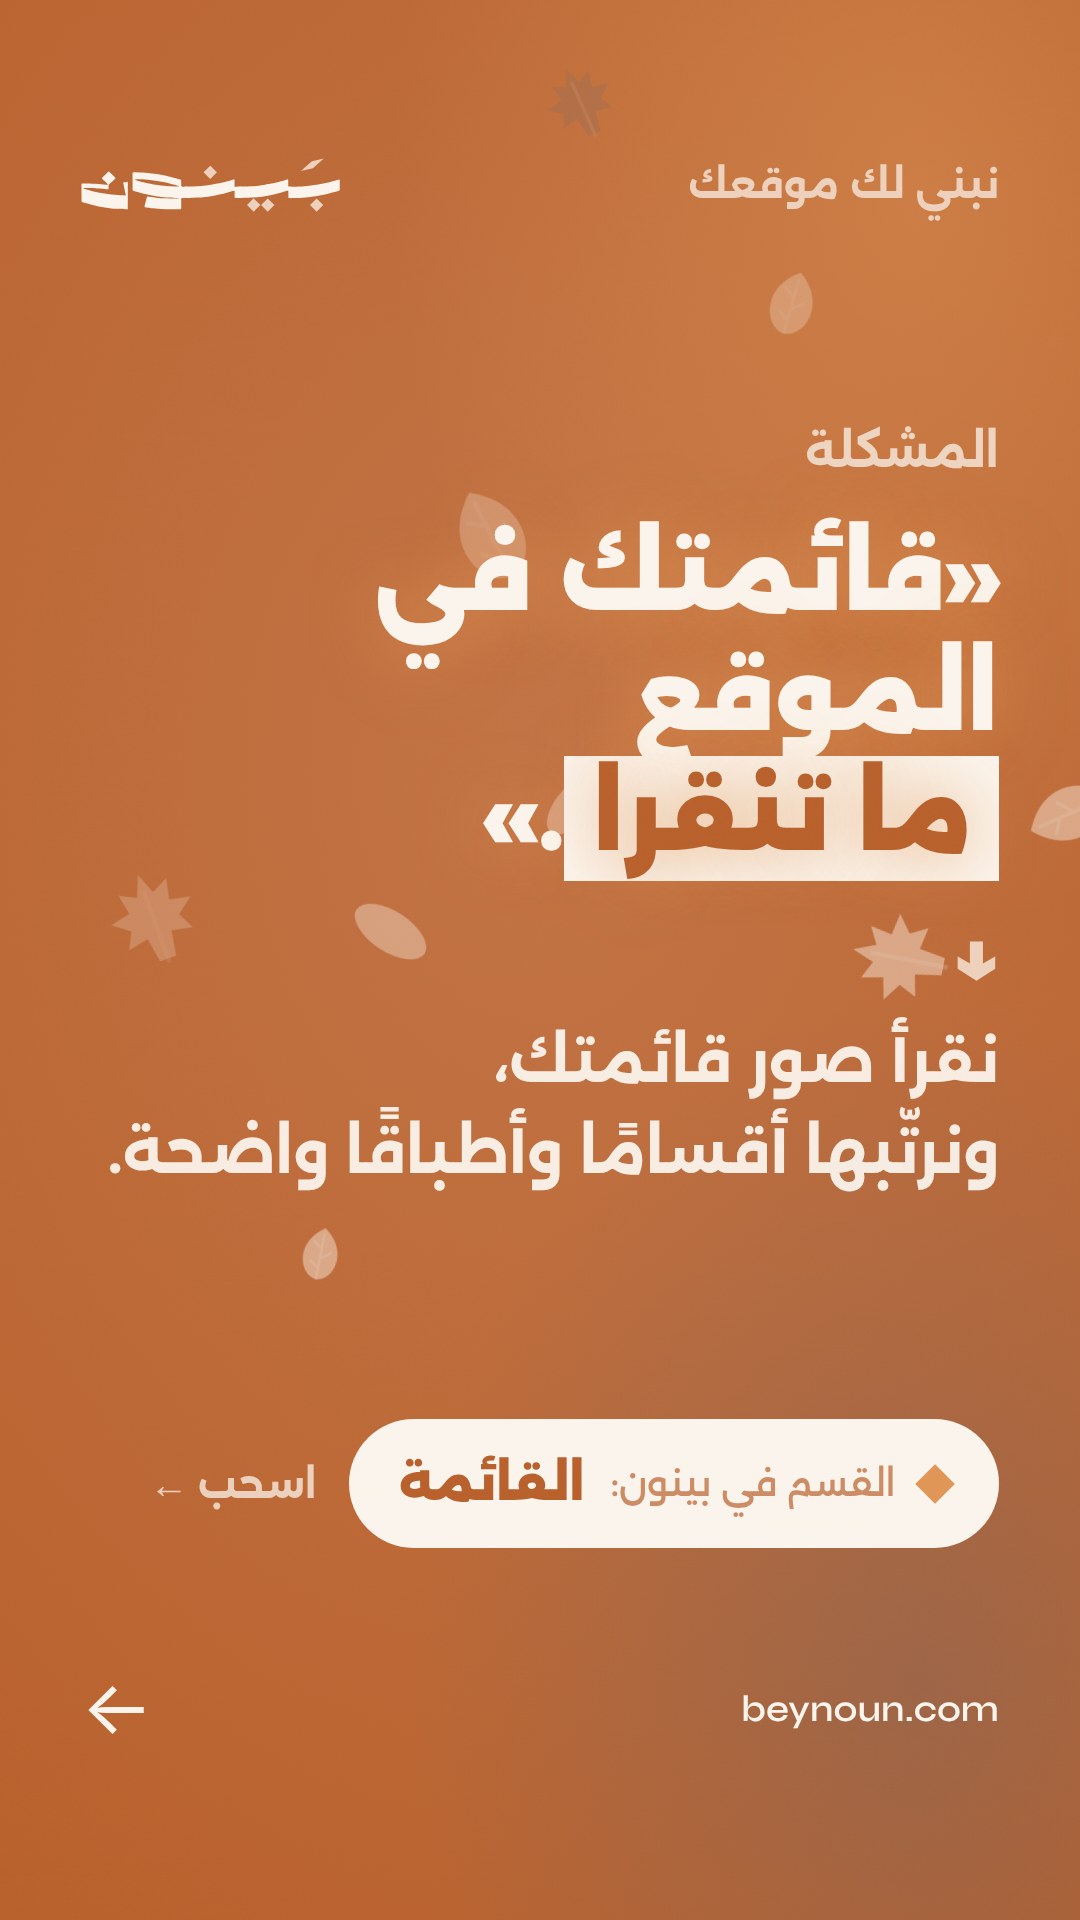 نبني لك موقعك
بَينون
المشكلة
«قائمتك في
الموقع
ما تنقرا.»
↓
نقرأ صور قائمتك،
ونرتّبها أقسامًا وأطباقًا واضحة.
القسم في بينون: القائمة
اسحب ←
beynoun.com
←